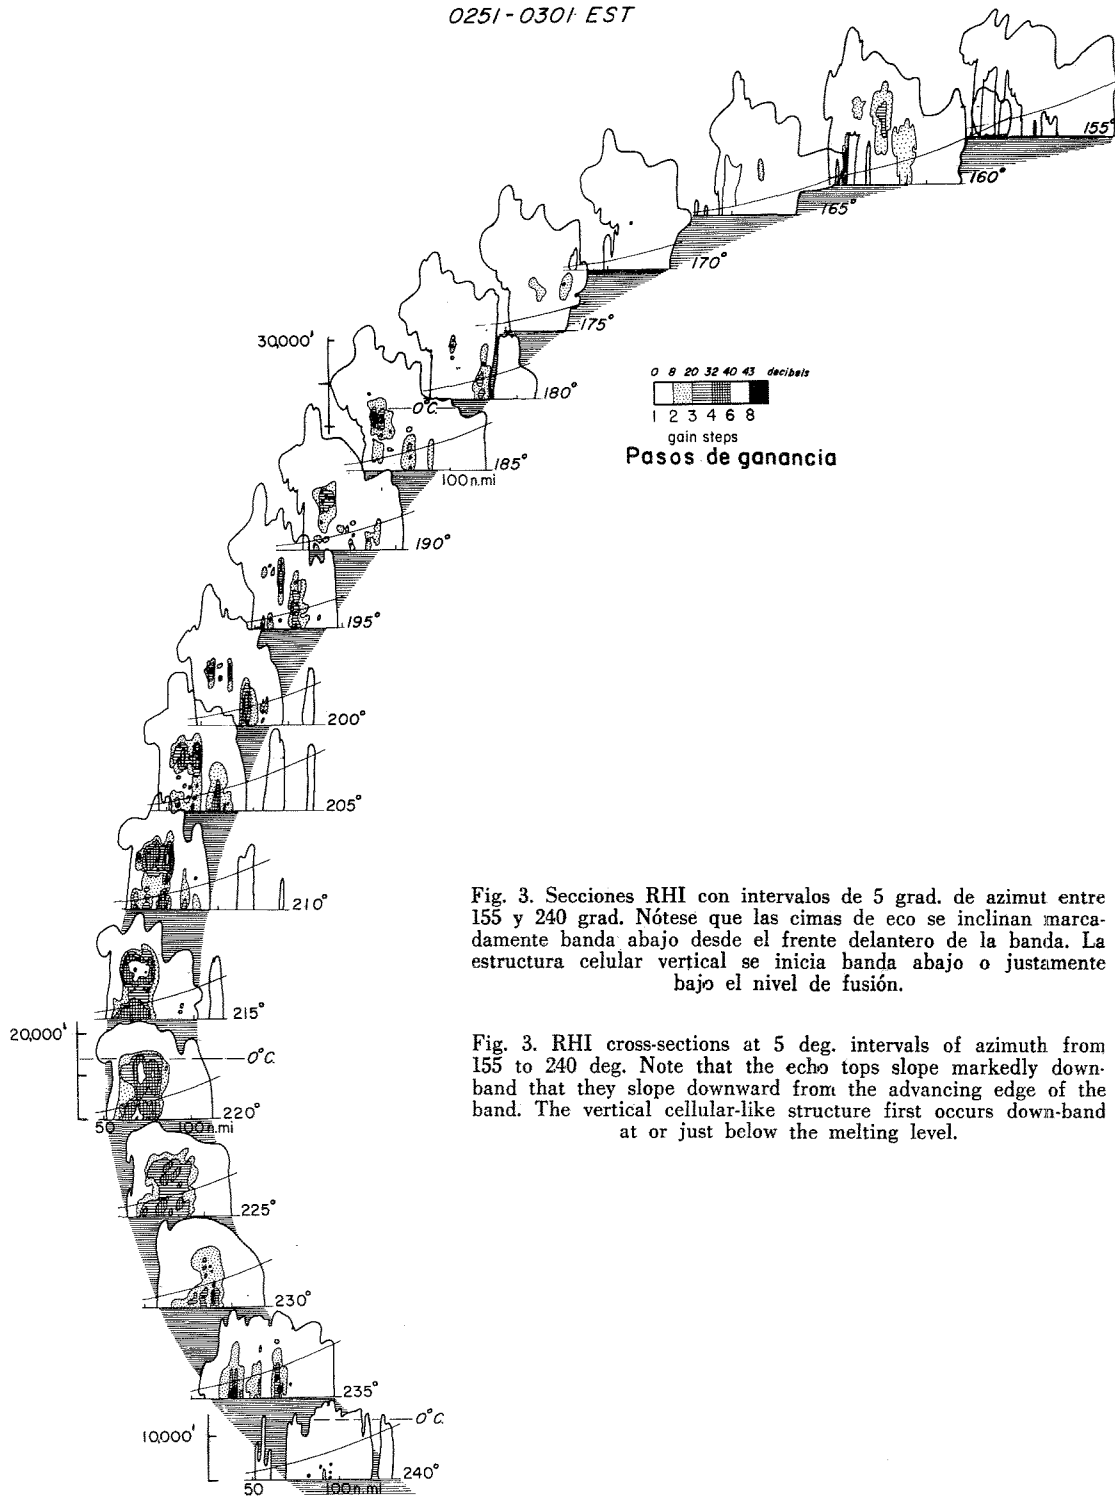 0251-0301 EST
155°
160°
165°
170°
175°
30,000'
180°
0 8 20 32 40 43 decibels
1 2 3 4 6 8
gain steps
Pasos de ganancia
0°C.
185°
100 n.mi
190°
195°
200°
205°
210°
Fig. 3. Secciones RHI con intervalos de 5 grad. de azimut entre
155 y 240 grad. Nótese que las cimas de eco se inclinan marca-
damente banda abajo desde el frente delantero de la banda. La
estructura celular vertical se inicia banda abajo o justamente
bajo el nivel de fusión.
215°
20,000'
0°C.
220°
50 100 n.mi
Fig. 3. RHI cross-sections at 5 deg. intervals of azimuth from
155 to 240 deg. Note that the echo tops slope markedly down-
band that they slope downward from the advancing edge of the
band. The vertical cellular-like structure first occurs down-band
at or just below the melting level.
225°
230°
235°
0°C.
10,000'
240°
50 100 n.mi